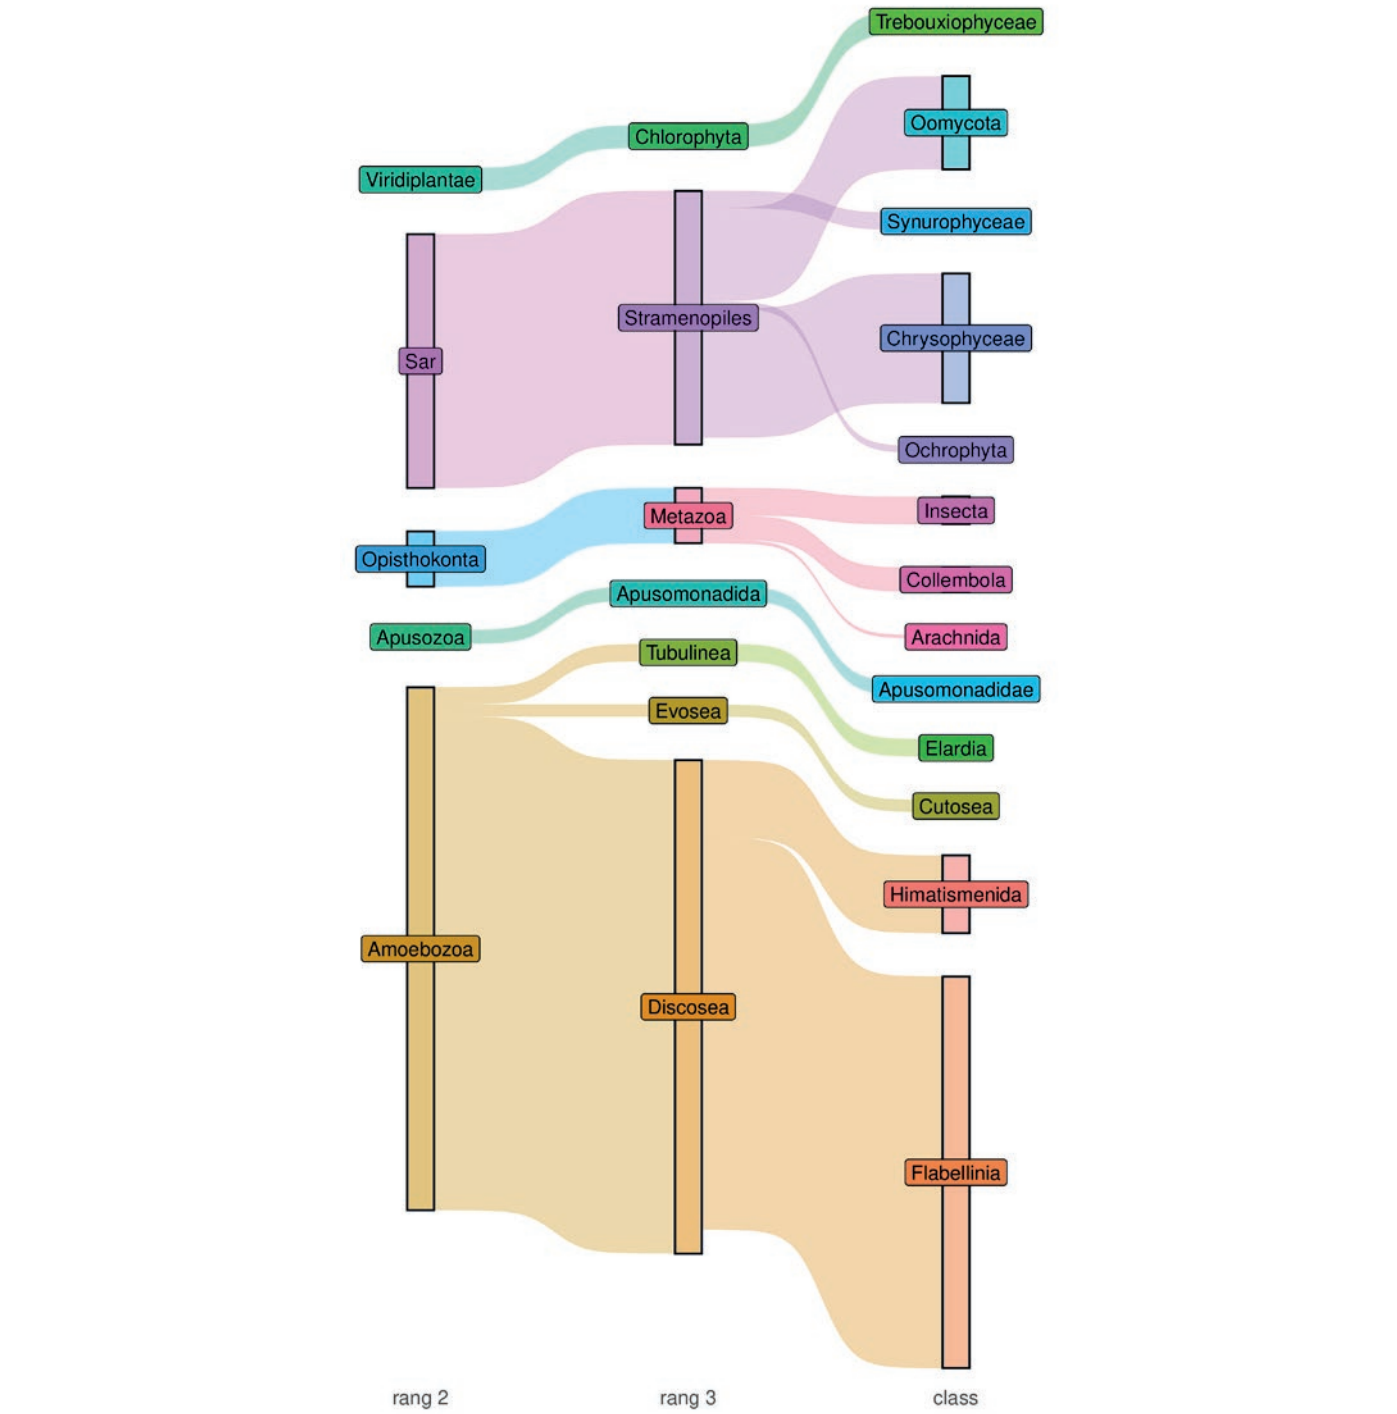 Trebouxiophyceae
Oomycota
Chlorophyta
Viridiplantae
Synurophyceae
Stramenopiles
Chrysophyceae
Sar
Ochrophyta
Metazoa
Insecta
Opisthokonta
Collembola
Apusomonadida
Apusozoa
Arachnida
Tubulinea
Apusomonadidae
Evosea
Elardia
Cutosea
Himatismenida
Amoebozoa
Discosea
Flabellinia
rang 2 rang 3 class